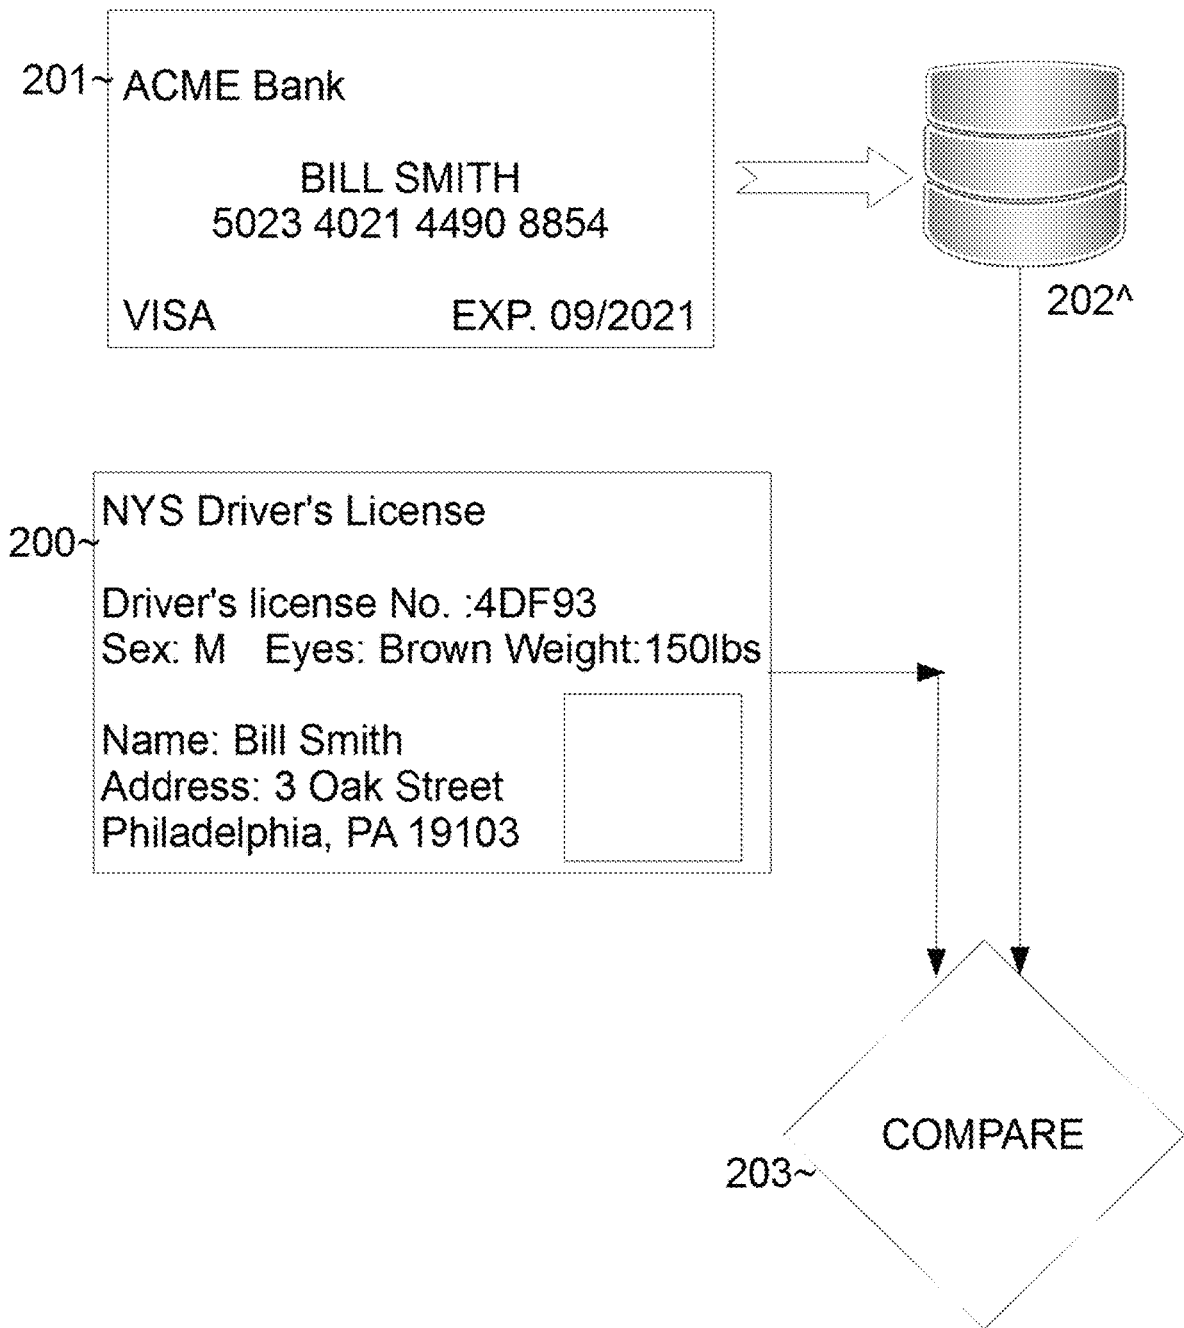 201~
ACME Bank
BILL SMITH
5023 4021 4490 8854
VISA EXP. 09/2021
202^
200~
NYS Driver's License
Driver's license No. :4DF93
Sex: M Eyes: Brown Weight:150lbs
Name: Bill Smith
Address: 3 Oak Street
Philadelphia, PA 19103
COMPARE
203~